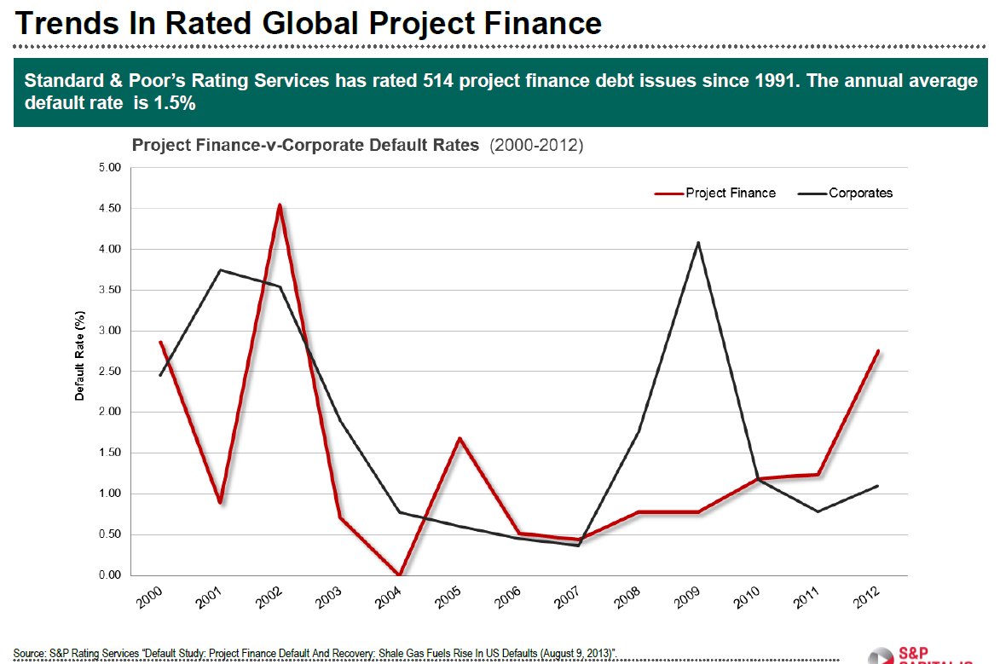 Trends In Rated Global Project Finance
Standard & Poor’s Rating Services has rated 514 project finance debt issues since 1991. The annual average
default rate is 1.5%
Project Finance-v-Corporate Default Rates (2000-2012)
Project Finance
Corporates
Default Rate (%)
5.00
4.50
4.00
3.50
3.00
2.50
2.00
1.50
1.00
0.50
0.00
2000 2001 2002 2003 2004 2005 2006 2007 2008 2009 2010 2011 2012
Source: S&P Rating Services “Default Study: Project Finance Default And Recovery: Shale Gas Fuels Rise In US Defaults (August 9, 2013)”.
S&P
CAPITAL IQ